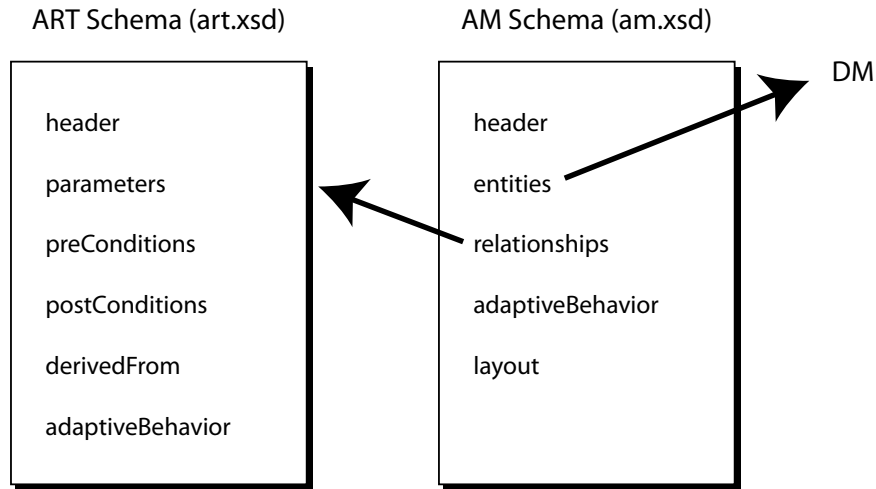 ART Schema (art.xsd)
header
parameters
preConditions
postConditions
derivedFrom
adaptiveBehavior
AM Schema (am.xsd)
header
entities
relationships
adaptiveBehavior
layout
DM